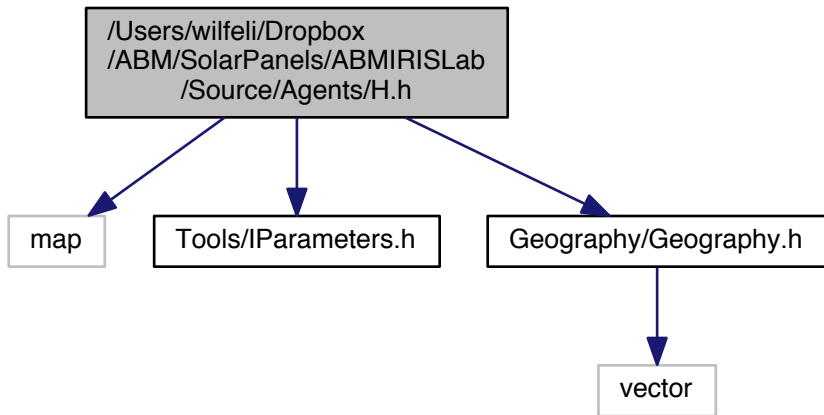 /Users/wilfeli/Dropbox
/ABM/SolarPanels/ABMIRISLab
/Source/Agents/H.h
map
Tools/IParameters.h
Geography/Geography.h
vector